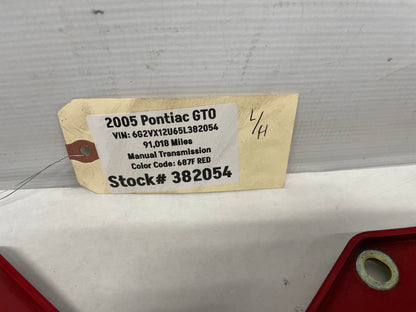 2005 Pontiac GTO
VIN: 6G2VX12U65L382054
91,018 Miles
Manual Transmission
Color Code: 687F RED
Stock# 382054
L/H